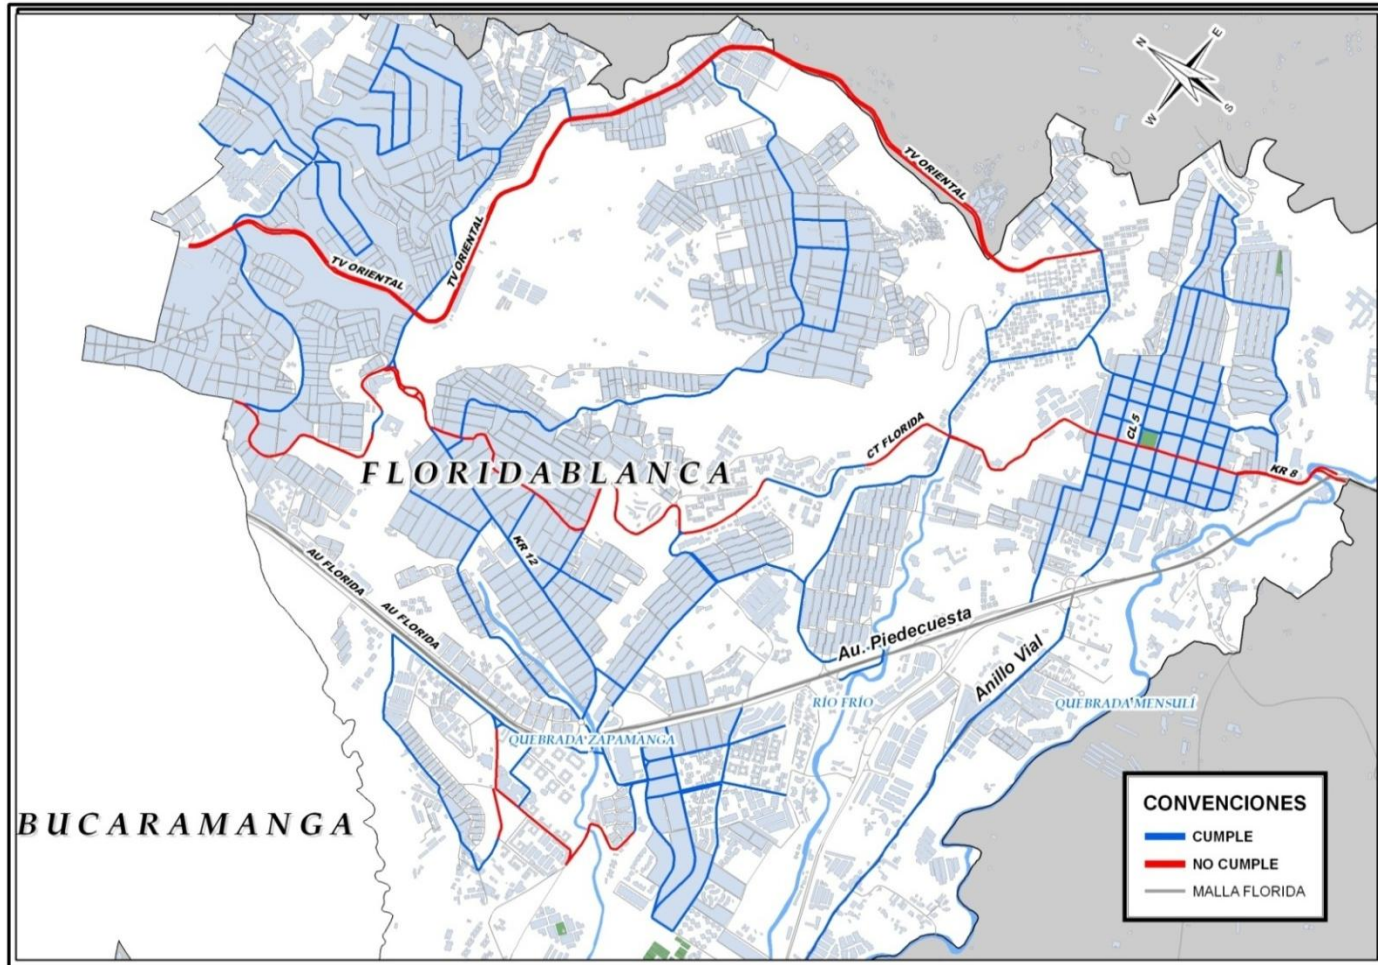 N
E
W
S
TV ORIENTAL
TV ORIENTAL
TV ORIENTAL
CT FLORIDA
CL 5
KR 8
FLORIDABLANCA
KR 12
AU FLORIDA
AU FLORIDA
Au. Piedecuesta
Anillo Vial
RÍO FRÍO
QUEBRADA MENSULÍ
QUEBRADA ZAPAMANGA
BUCARAMANGA
CONVENCIONES
CUMPLE
NO CUMPLE
MALLA FLORIDA